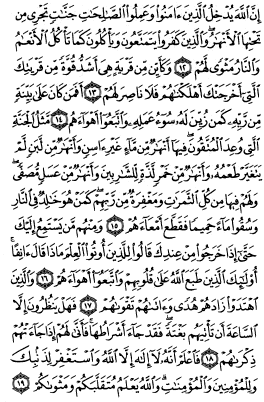 إِنَّ ٱللَّهَ يُدْخِلُ ٱلَّذِينَ ءَامَنُوا۟ وَعَمِلُوا۟ ٱلصَّٰلِحَٰتِ جَنَّٰتٍ تَجْرِى مِن
تَحْتِهَا ٱلْأَنْهَٰرُ وَٱلَّذِينَ كَفَرُوا۟ يَتَمَتَّعُونَ وَيَأْكُلُونَ كَمَا تَأْكُلُ ٱلْأَنْعَٰمُ
وَٱلنَّارُ مَثْوًى لَّهُمْ ١٢ وَكَأَيِّن مِّن قَرْيَةٍ هِىَ أَشَدُّ قُوَّةً مِّن قَرْيَتِكَ
ٱلَّتِىٓ أَخْرَجَتْكَ أَهْلَكْنَٰهُمْ فَلَا نَاصِرَ لَهُمْ ١٣ أَفَمَن كَانَ عَلَىٰ بَيِّنَةٍ
مِّن رَّبِّهِۦ كَمَن زُيِّنَ لَهُۥ سُوٓءُ عَمَلِهِۦ وَٱتَّبَعُوٓا۟ أَهْوَآءَهُم ١٤ مَّثَلُ ٱلْجَنَّةِ
ٱلَّتِى وُعِدَ ٱلْمُتَّقُونَ فِيهَآ أَنْهَٰرٌ مِّن مَّآءٍ غَيْرِ ءَاسِنٍ وَأَنْهَٰرٌ مِّن لَّبَنٍ لَّمْ
يَتَغَيَّرْ طَعْمُهُۥ وَأَنْهَٰرٌ مِّنْ خَمْرٍ لَّذَّةٍ لِّلشَّٰرِبِينَ وَأَنْهَٰرٌ مِّنْ عَسَلٍ مُّصَفًّى
وَلَهُمْ فِيهَا مِن كُلِّ ٱلثَّمَرَٰتِ وَمَغْفِرَةٌ مِّن رَّبِّهِمْ كَمَنْ هُوَ خَٰلِدٌ فِى ٱلنَّارِ
وَسُقُوا۟ مَآءً حَمِيمًا فَقَطَّعَ أَمْعَآءَهُمْ ١٥ وَمِنْهُم مَّن يَسْتَمِعُ إِلَيْكَ
حَتَّىٰٓ إِذَا خَرَجُوا۟ مِنْ عِندِكَ قَالُوا۟ لِلَّذِينَ أُوتُوا۟ ٱلْعِلْمَ مَاذَا قَالَ ءَانِفًا
أُو۟لَٰٓئِكَ ٱلَّذِينَ طَبَعَ ٱللَّهُ عَلَىٰ قُلُوبِهِمْ وَٱتَّبَعُوٓا۟ أَهْوَآءَهُمْ ١٦ وَٱلَّذِينَ
ٱهْتَدَوْا۟ زَادَهُمْ هُدًى وَءَاتَىٰهُمْ تَقْوَىٰهُمْ ١٧ فَهَلْ يَنظُرُونَ إِلَّا
ٱلسَّاعَةَ أَن تَأْتِيَهُم بَغْتَةً فَقَدْ جَآءَ أَشْرَاطُهَا فَأَنَّىٰ لَهُمْ إِذَا جَآءَتْهُمْ
ذِكْرَىٰهُمْ ١٨ فَٱعْلَمْ أَنَّهُۥ لَآ إِلَٰهَ إِلَّا ٱللَّهُ وَٱسْتَغْفِرْ لِذَنۢبِكَ
وَلِلْمُؤْمِنِينَ وَٱلْمُؤْمِنَٰتِ وَٱللَّهُ يَعْلَمُ مُتَقَلَّبَكُمْ وَمَثْوَىٰكُمْ ١٩